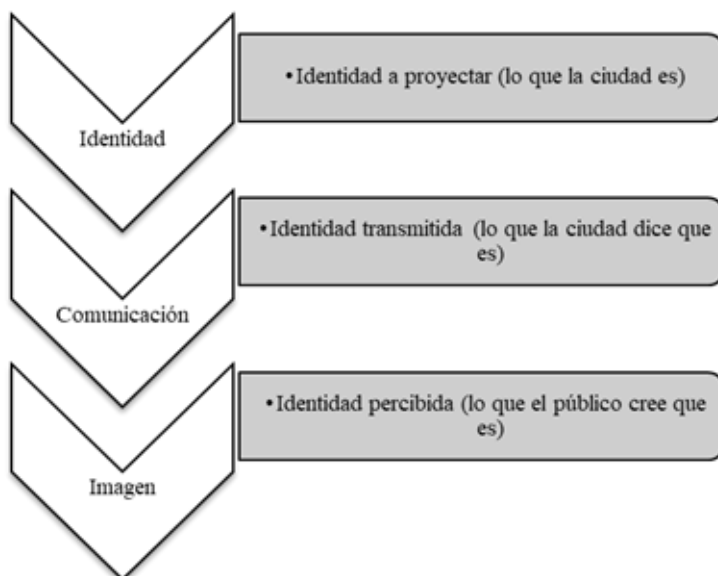 •Identidad a proyectar (lo que la ciudad es)
Identidad
•Identidad transmitida (lo que la ciudad dice que
es)
Comunicación
•Identidad percibida (lo que el público cree que
es)
Imagen